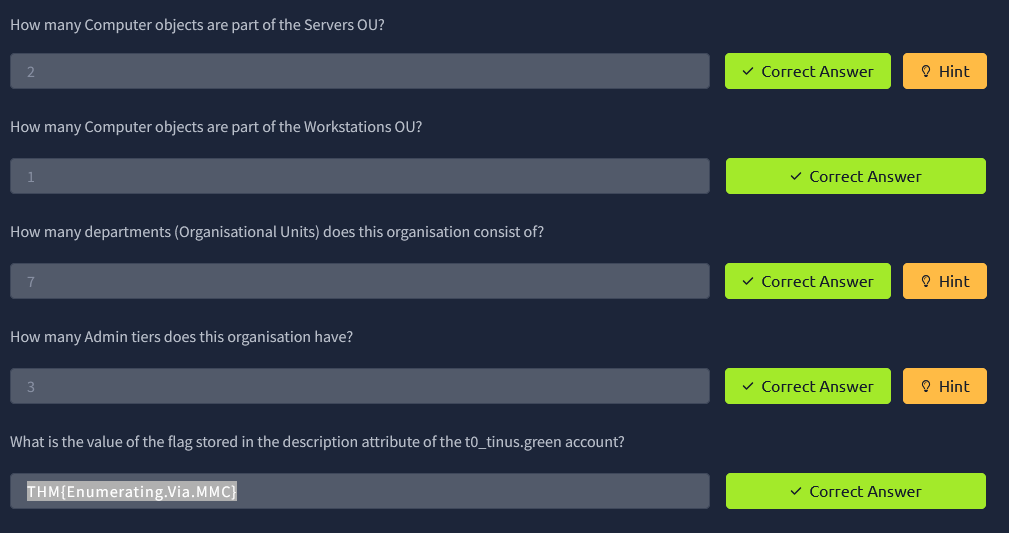 How many Computer objects are part of the Servers OU?
2
✓ Correct Answer
Hint
How many Computer objects are part of the Workstations OU?
1
✓ Correct Answer
How many departments (Organisational Units) does this organisation consist of?
7
✓ Correct Answer
Hint
How many Admin tiers does this organisation have?
3
✓ Correct Answer
Hint
What is the value of the flag stored in the description attribute of the t0_tinus.green account?
THM{Enumerating.Via.MMC}
✓ Correct Answer